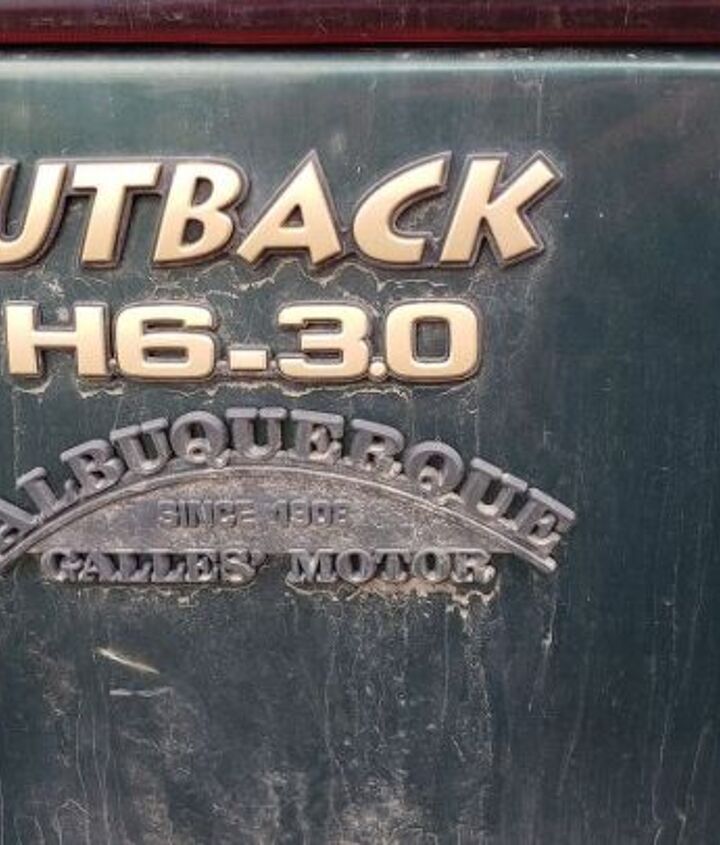 UTBACK
H6-3.0
ALBUQUERQUE
SINCE 1908
GALLES' MOTOR